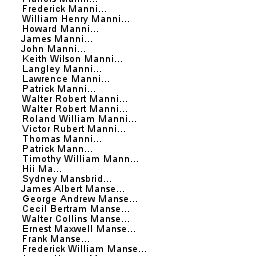 Francis Manni...
Frederick Manni...
William Henry Manni...
Howard Manni...
James Manni...
John Manni...
Keith Wilson Manni...
Langley Manni...
Lawrence Manni...
Patrick Manni...
Walter Robert Manni...
Walter Robert Manni...
Roland William Manni...
Victor Rubert Manni...
Thomas Manni...
Patrick Mann...
Timothy William Mann...
Hii Ma...
Sydney Mansbrid...
James Albert Manse...
George Andrew Manse...
Cecil Bertram Manse...
Walter Collins Manse...
Ernest Maxwell Manse...
Frank Manse...
Frederick William Manse...